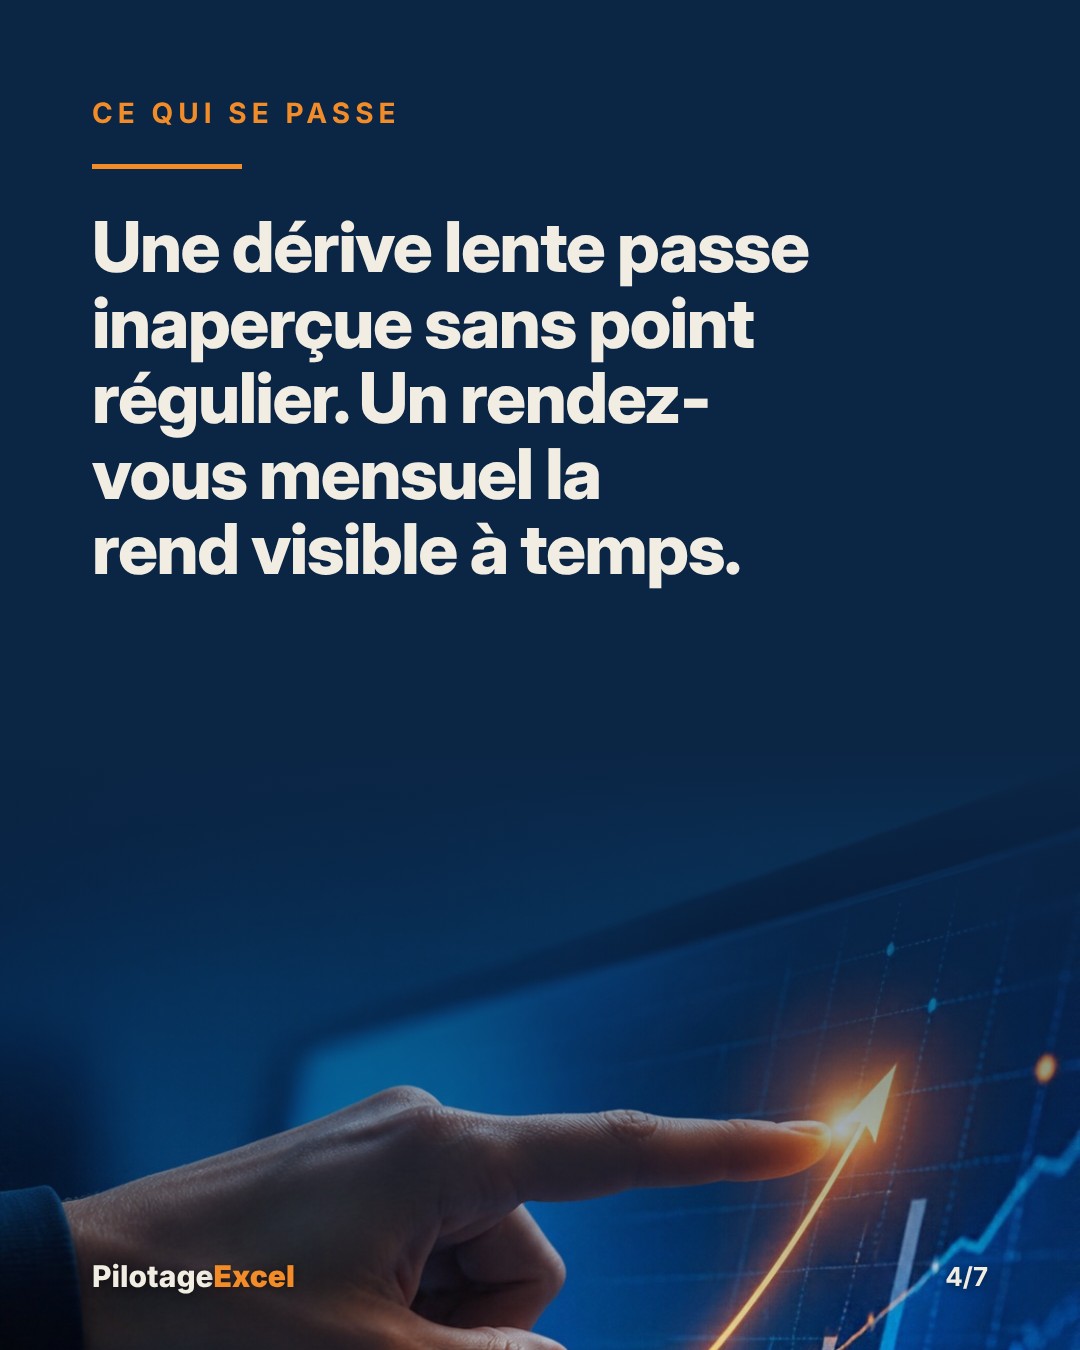 CE QUI SE PASSE
Une dérive lente passe
inaperçue sans point
régulier. Un rendez-
vous mensuel la
rend visible à temps.
PilotageExcel
4/7